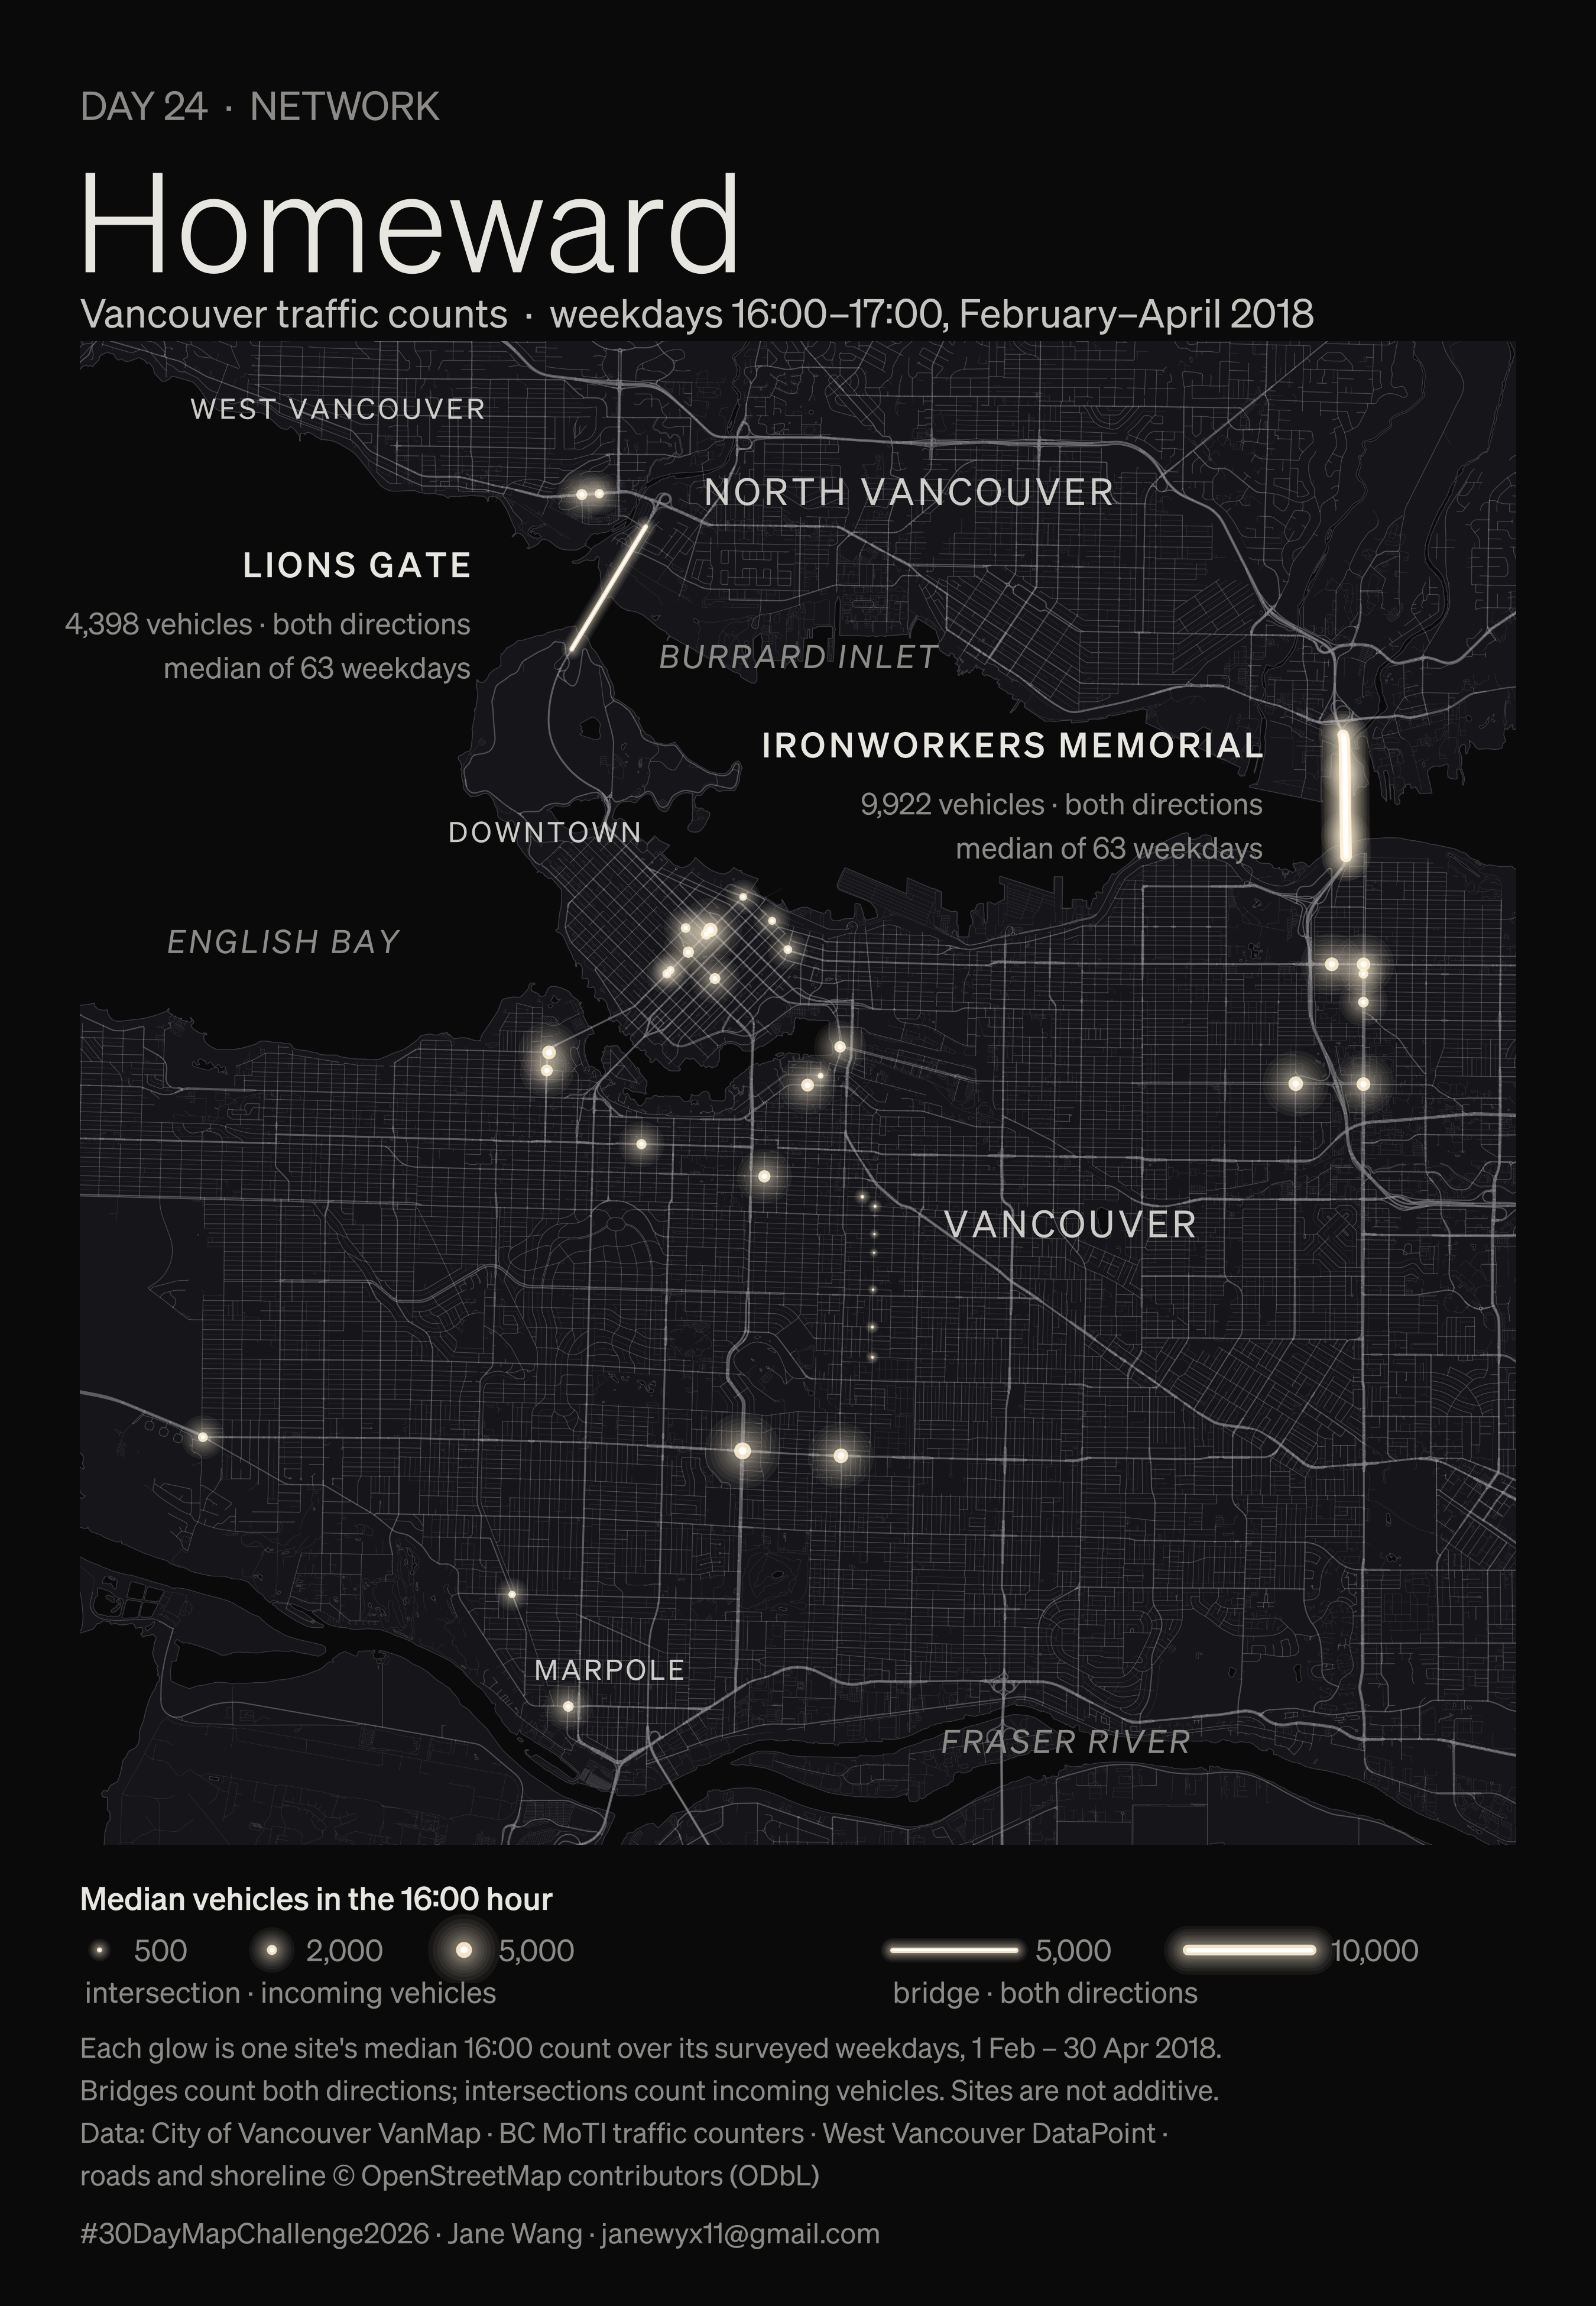 DAY 24 · NETWORK
Homeward
Vancouver traffic counts · weekdays 16:00–17:00, February–April 2018
WEST VANCOUVER
NORTH VANCOUVER
LIONS GATE
4,398 vehicles · both directions
median of 63 weekdays
BURRARD INLET
IRONWORKERS MEMORIAL
9,922 vehicles · both directions
median of 63 weekdays
DOWNTOWN
ENGLISH BAY
VANCOUVER
MARPOLE
FRASER RIVER
Median vehicles in the 16:00 hour
500 2,000 5,000 5,000 10,000
intersection · incoming vehicles bridge · both directions
Each glow is one site's median 16:00 count over its surveyed weekdays, 1 Feb – 30 Apr 2018.
Bridges count both directions; intersections count incoming vehicles. Sites are not additive.
Data: City of Vancouver VanMap · BC MoTI traffic counters · West Vancouver DataPoint ·
roads and shoreline © OpenStreetMap contributors (ODbL)
#30DayMapChallenge2026 · Jane Wang · janewyx11@gmail.com